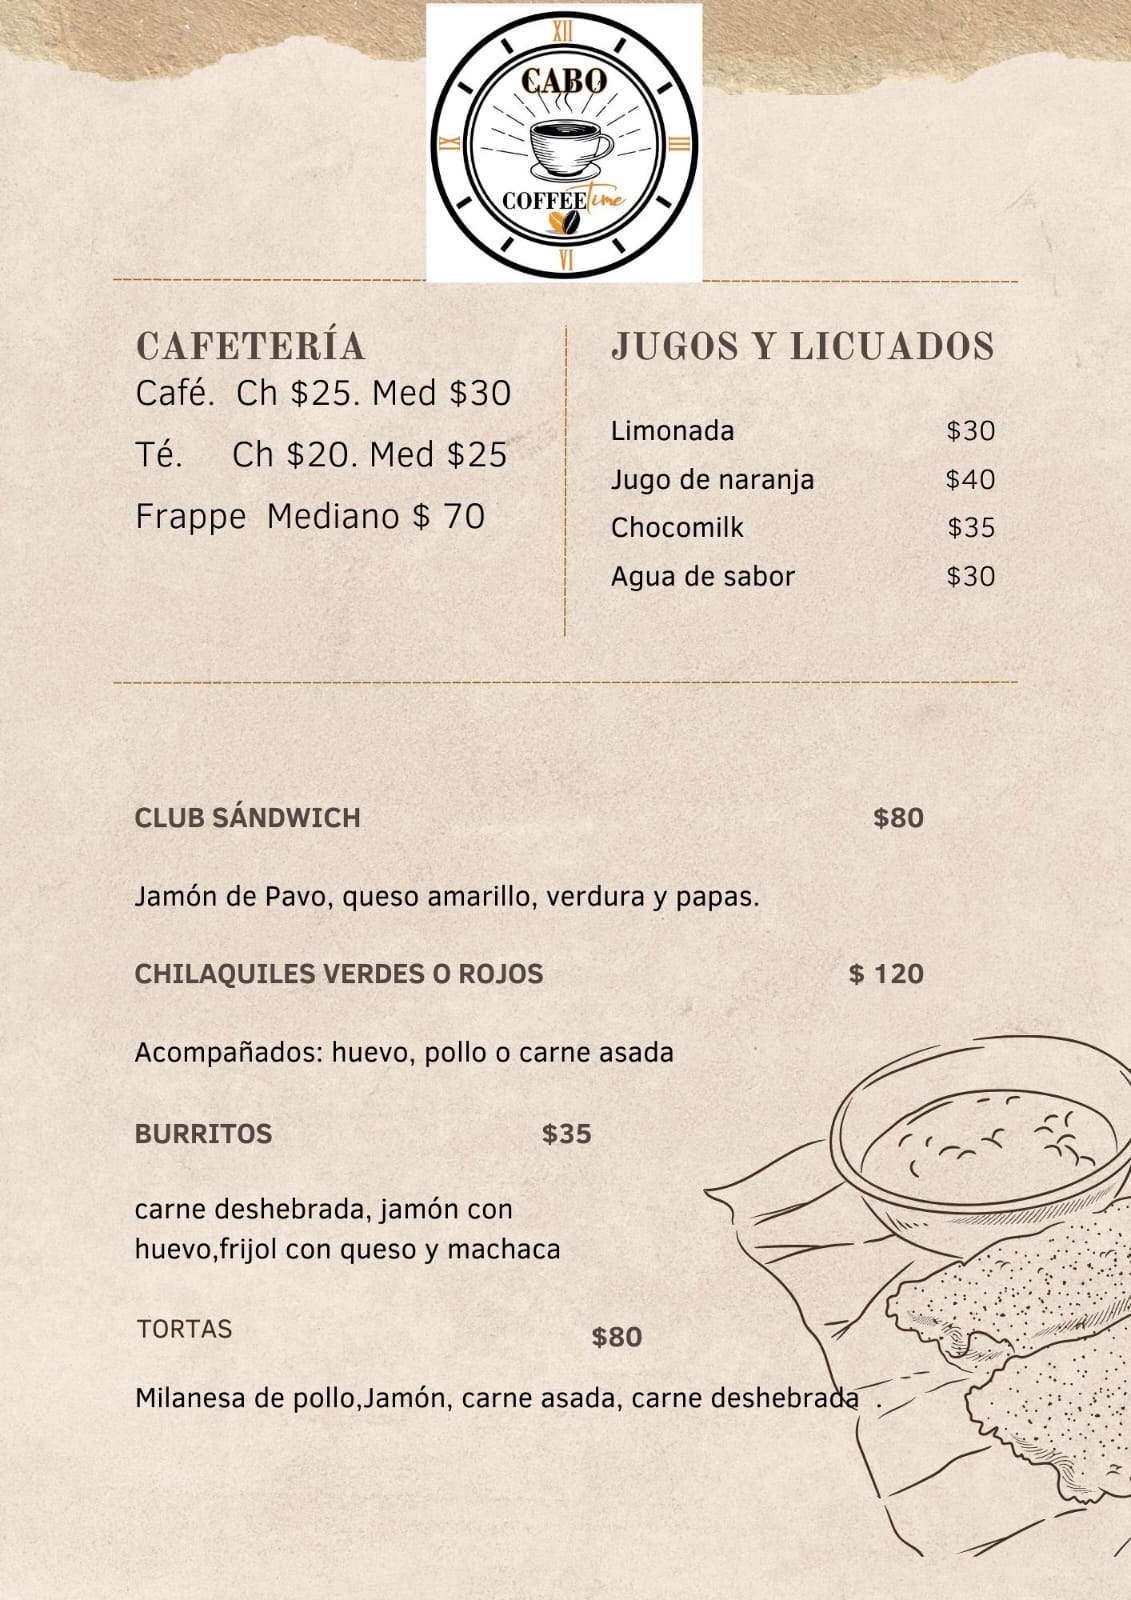 XII
CABO
IX
III
COFFEE Time
VI
CAFETERÍA
Café. Ch $25. Med $30
Té. Ch $20. Med $25
Frappe Mediano $ 70
JUGOS Y LICUADOS
Limonada $30
Jugo de naranja $40
Chocomilk $35
Agua de sabor $30
CLUB SÁNDWICH $80
Jamón de Pavo, queso amarillo, verdura y papas.
CHILAQUILES VERDES O ROJOS $ 120
Acompañados: huevo, pollo o carne asada
BURRITOS $35
carne deshebrada, jamón con
huevo,frijol con queso y machaca
TORTAS $80
Milanesa de pollo,Jamón, carne asada, carne deshebrada .